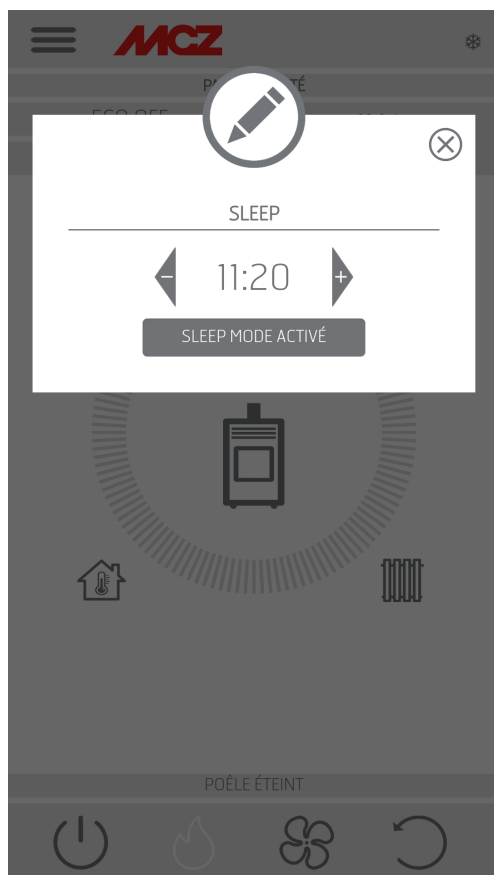 MCZ
SLEEP
- 11:20 +
SLEEP MODE ACTIVÉ
POÊLE ÉTEINT